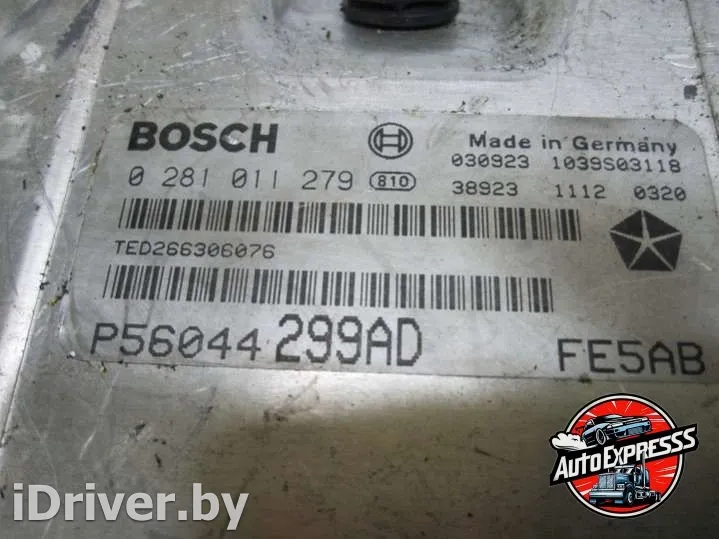 BOSCH
Made in Germany
030923 1039S03118
0 281 011 279 810
38923 1112 0320
TED266306076
P56044 299AD FE5AB
AUTOEXPRESSS
iDriver.by